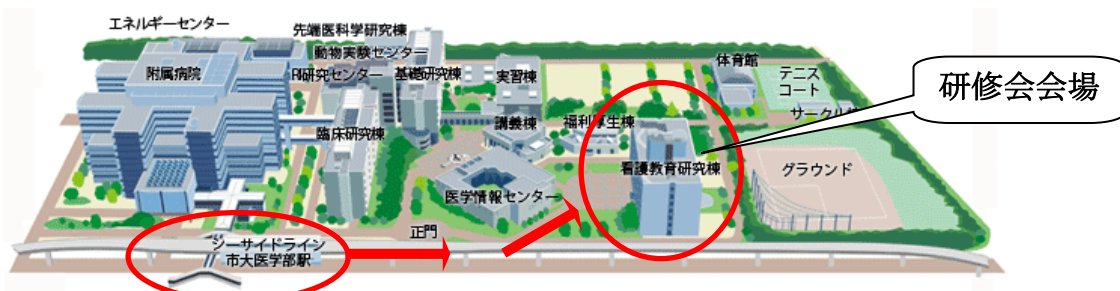 エネルギーセンター
先端医科学研究棟
動物実験センター
附属病院
RI研究センター
基礎研究棟
実習棟
体育館
テニス
コート
研修会会場
サークル
臨床研究棟
講義棟
福利厚生棟
看護教育研究棟
グラウンド
医学情報センター
正門
シーサイドライン
市大医学部駅